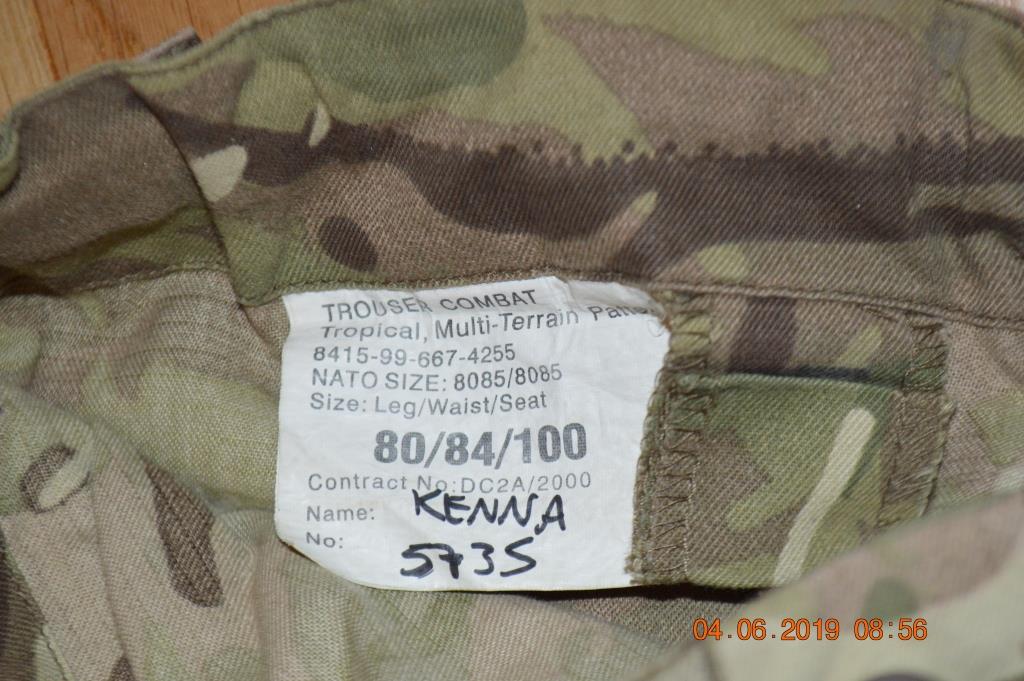 TROUSER COMBAT
Tropical, Multi-Terrain
8415-99-667-4255
NATO SIZE: 8085/8085
Size: Leg/Waist/Seat
80/84/100
Contract No:DC2A/2000
Name: KENNA
No: 5735
04.06.2019 08:56